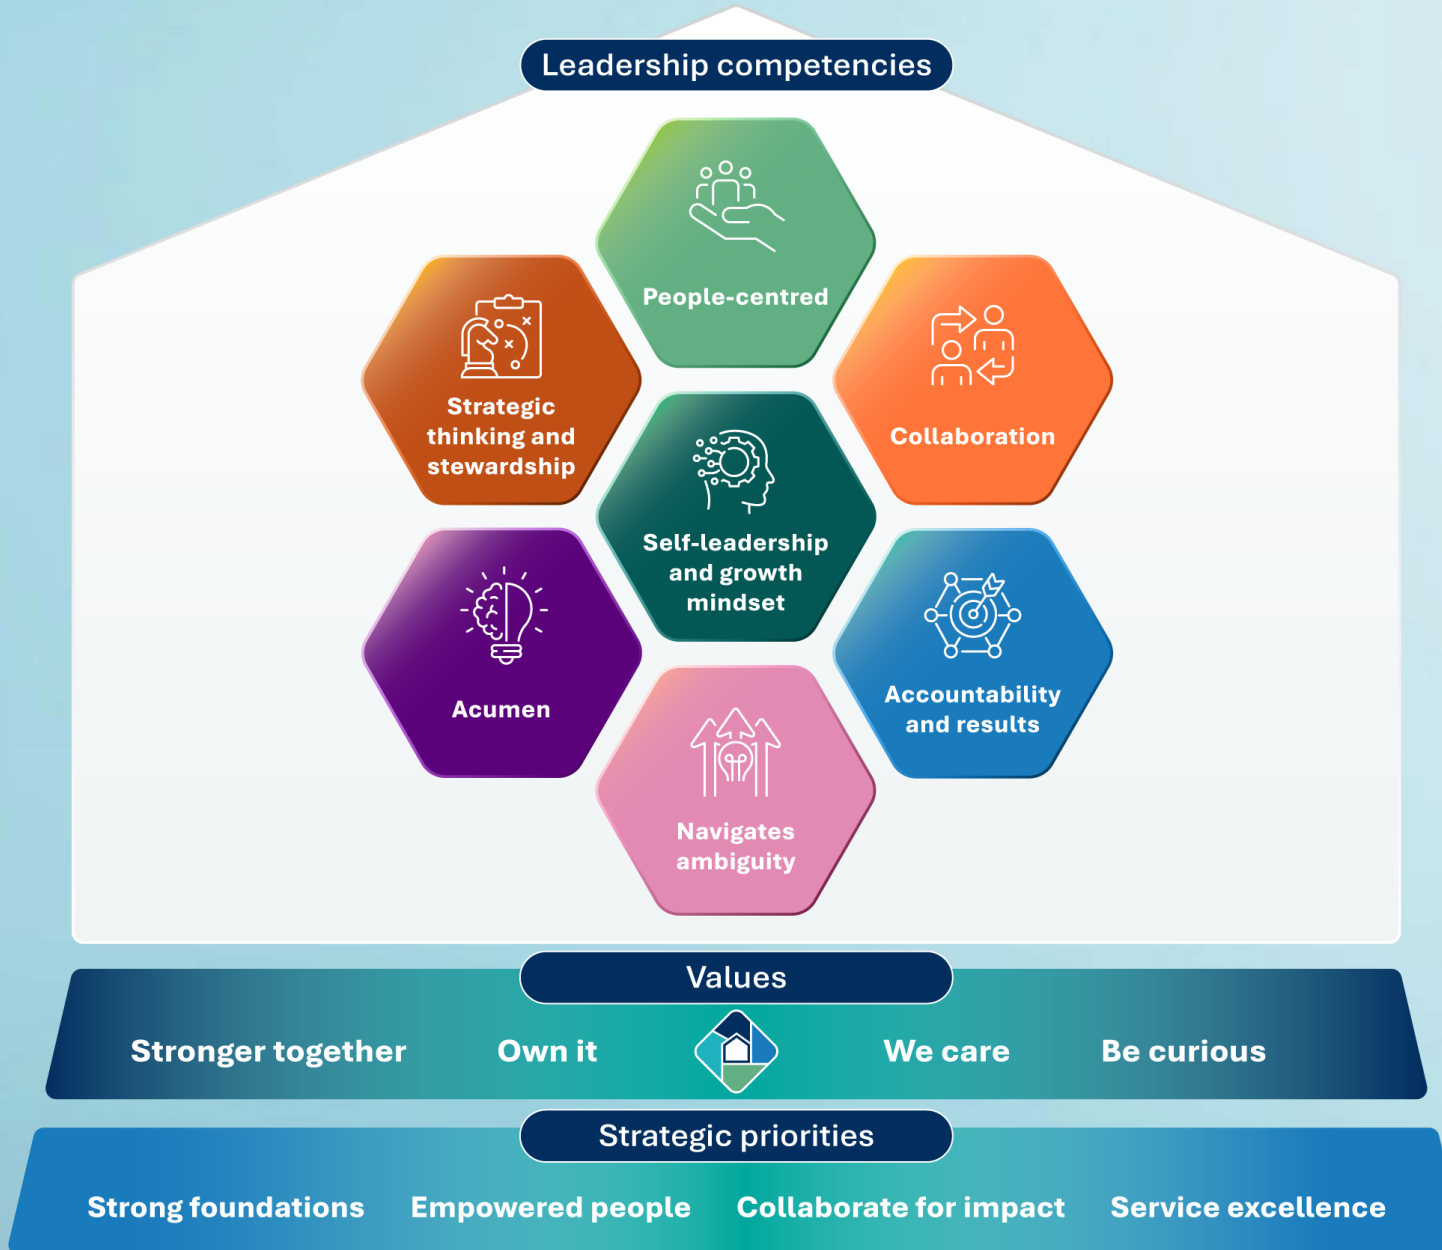 Leadership competencies
People-centred
Strategic
thinking and
stewardship
Collaboration
Self-leadership
and growth
mindset
Acumen
Accountability
and results
Navigates
ambiguity
Values
Stronger together
Own it
We care
Be curious
Strategic priorities
Strong foundations
Empowered people
Collaborate for impact
Service excellence